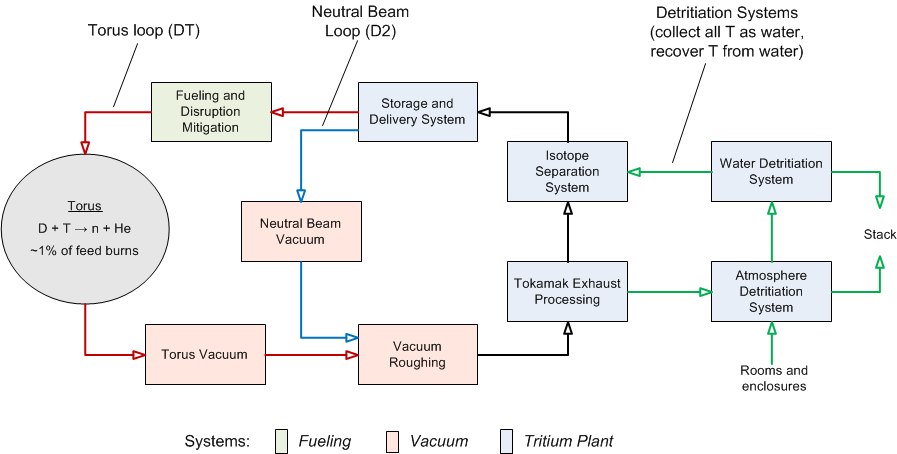 Torus loop (DT)
Neutral Beam
Loop (D2)
Detritiation Systems
(collect all T as water,
recover T from water)
Fueling and
Disruption
Mitigation
Storage and
Delivery System
Isotope
Separation
System
Water Detritiation
System
Torus
D + T → n + He
~1% of feed burns
Neutral Beam
Vacuum
Stack
Tokamak Exhaust
Processing
Atmosphere
Detritiation
System
Torus Vacuum
Vacuum
Roughing
Rooms and
enclosures
Systems: Fueling Vacuum Tritium Plant